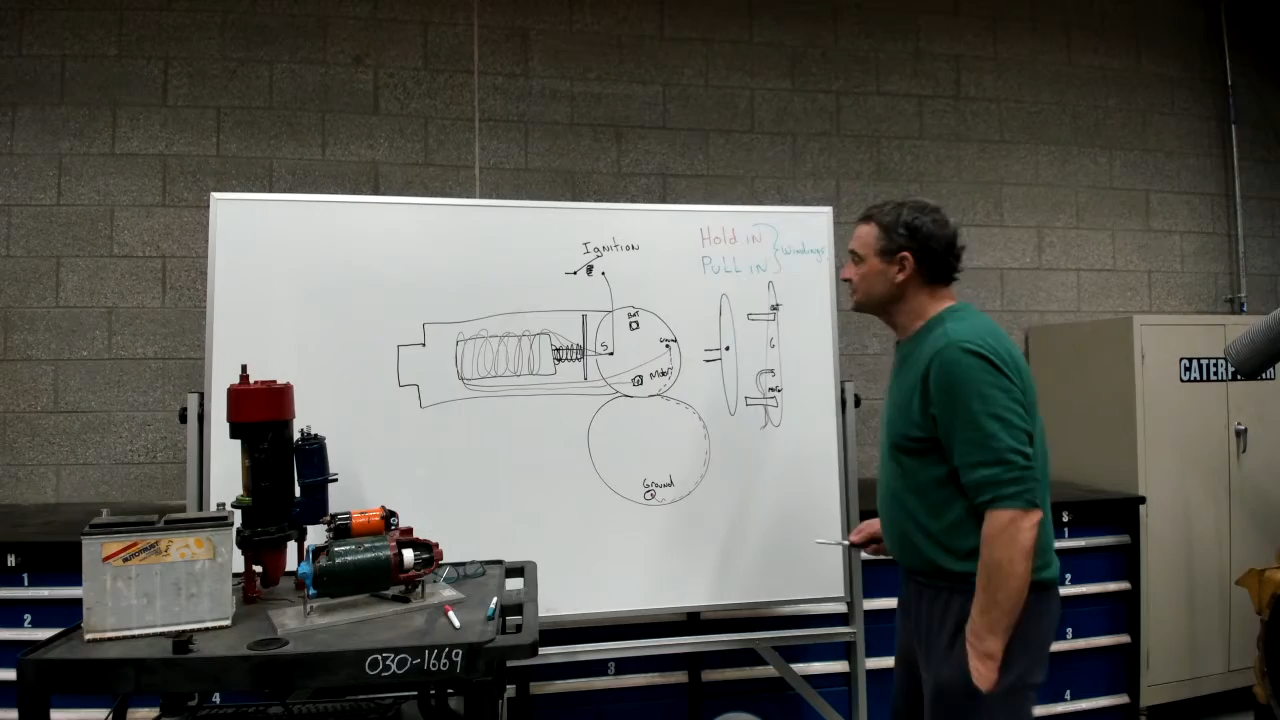 Ignition
Hold in
Pull in
Windings
BAT
S
Ground
Motor
Ground
BAT
G
S
Motor
CATERPILLAR
AUTOTRUST
030-1669
H
1
2
3
4
S
1
2
3
4